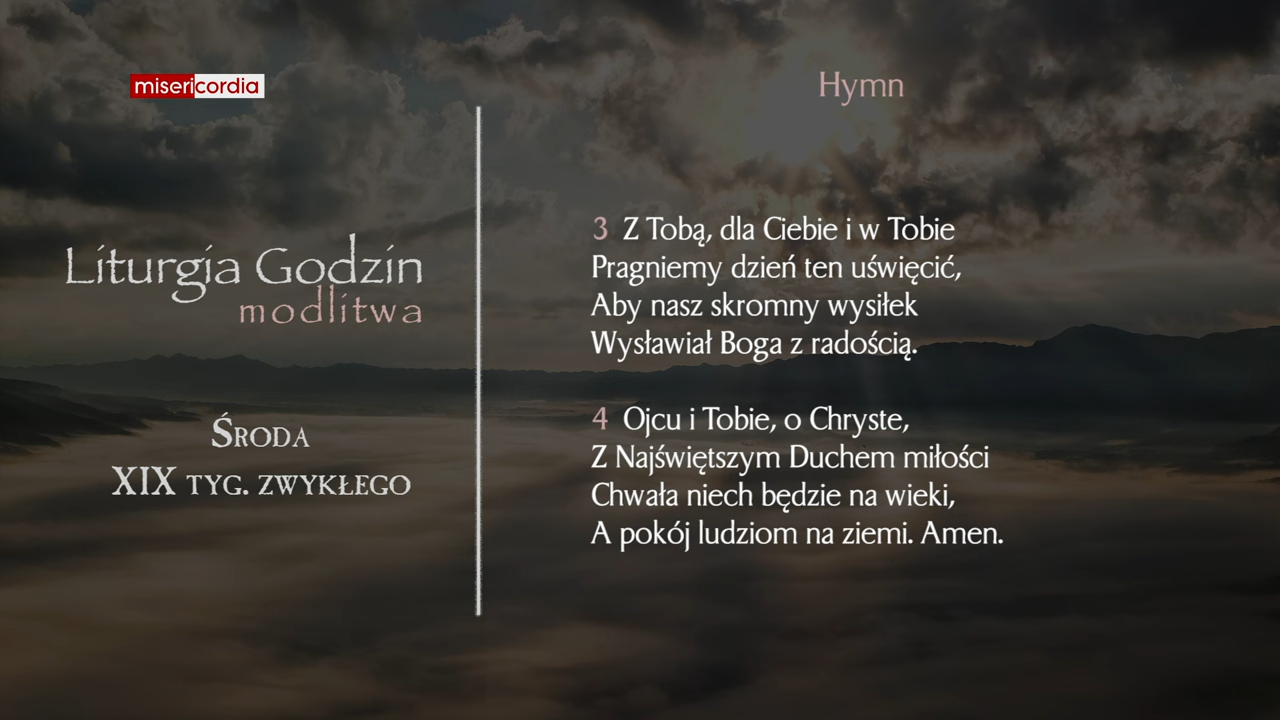 misericordia
Liturgia Godzin
modlitwa
Środa
XIX tyg. zwykłego
Hymn
3 Z Tobą, dla Ciebie i w Tobie
Pragniemy dzień ten uświęcić,
Aby nasz skromny wysiłek
Wysławiał Boga z radością.
4 Ojcu i Tobie, o Chryste,
Z Najświętszym Duchem miłości
Chwała niech będzie na wieki,
A pokój ludziom na ziemi. Amen.